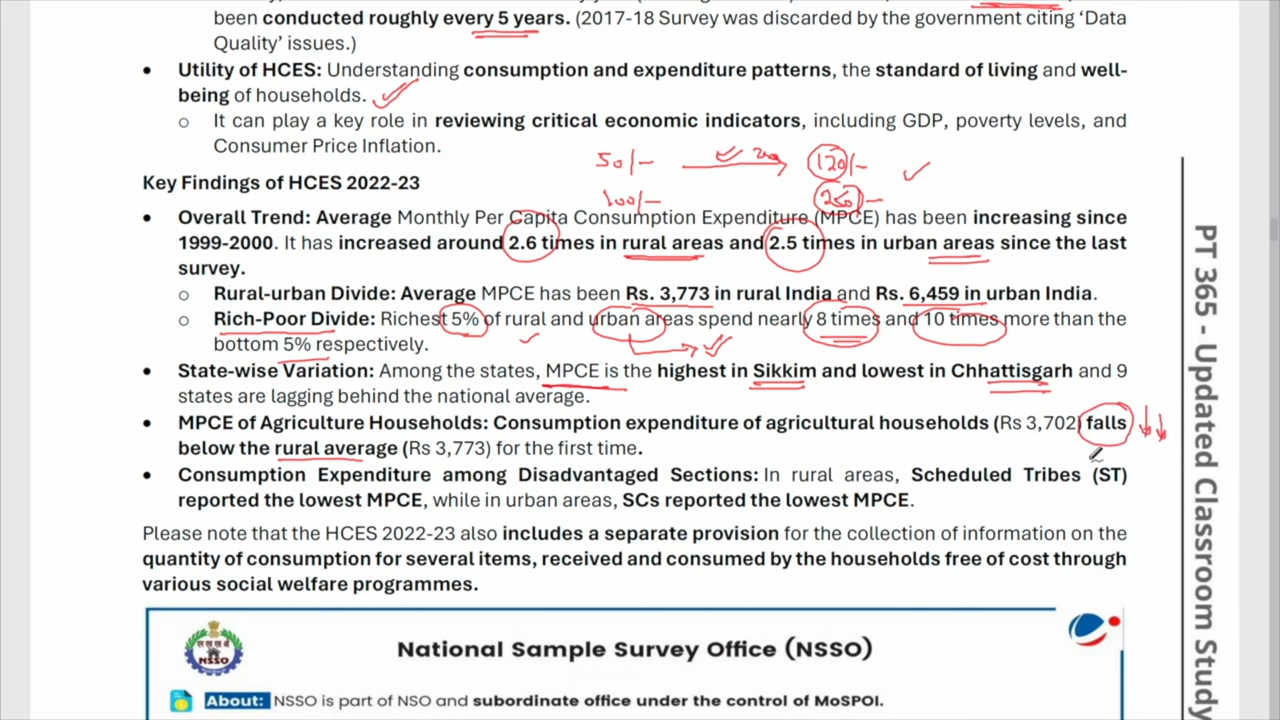 been conducted roughly every 5 years. (2017-18 Survey was discarded by the government citing ‘Data
Quality’ issues.)
• Utility of HCES: Understanding consumption and expenditure patterns, the standard of living and well-
being of households.
o It can play a key role in reviewing critical economic indicators, including GDP, poverty levels, and
Consumer Price Inflation.
50/- 120/-
100/- 250/-
Key Findings of HCES 2022-23
• Overall Trend: Average Monthly Per Capita Consumption Expenditure (MPCE) has been increasing since
1999-2000. It has increased around 2.6 times in rural areas and 2.5 times in urban areas since the last
survey.
o Rural-urban Divide: Average MPCE has been Rs. 3,773 in rural India and Rs. 6,459 in urban India.
o Rich-Poor Divide: Richest 5% of rural and urban areas spend nearly 8 times and 10 times more than the
bottom 5% respectively.
• State-wise Variation: Among the states, MPCE is the highest in Sikkim and lowest in Chhattisgarh and 9
states are lagging behind the national average.
• MPCE of Agriculture Households: Consumption expenditure of agricultural households (Rs 3,702) falls
below the rural average (Rs 3,773) for the first time.
• Consumption Expenditure among Disadvantaged Sections: In rural areas, Scheduled Tribes (ST)
reported the lowest MPCE, while in urban areas, SCs reported the lowest MPCE.
Please note that the HCES 2022-23 also includes a separate provision for the collection of information on the
quantity of consumption for several items, received and consumed by the households free of cost through
various social welfare programmes.
NSSO
National Sample Survey Office (NSSO)
About: NSSO is part of NSO and subordinate office under the control of MoSPOI.
PT 365 - Updated Classroom Study